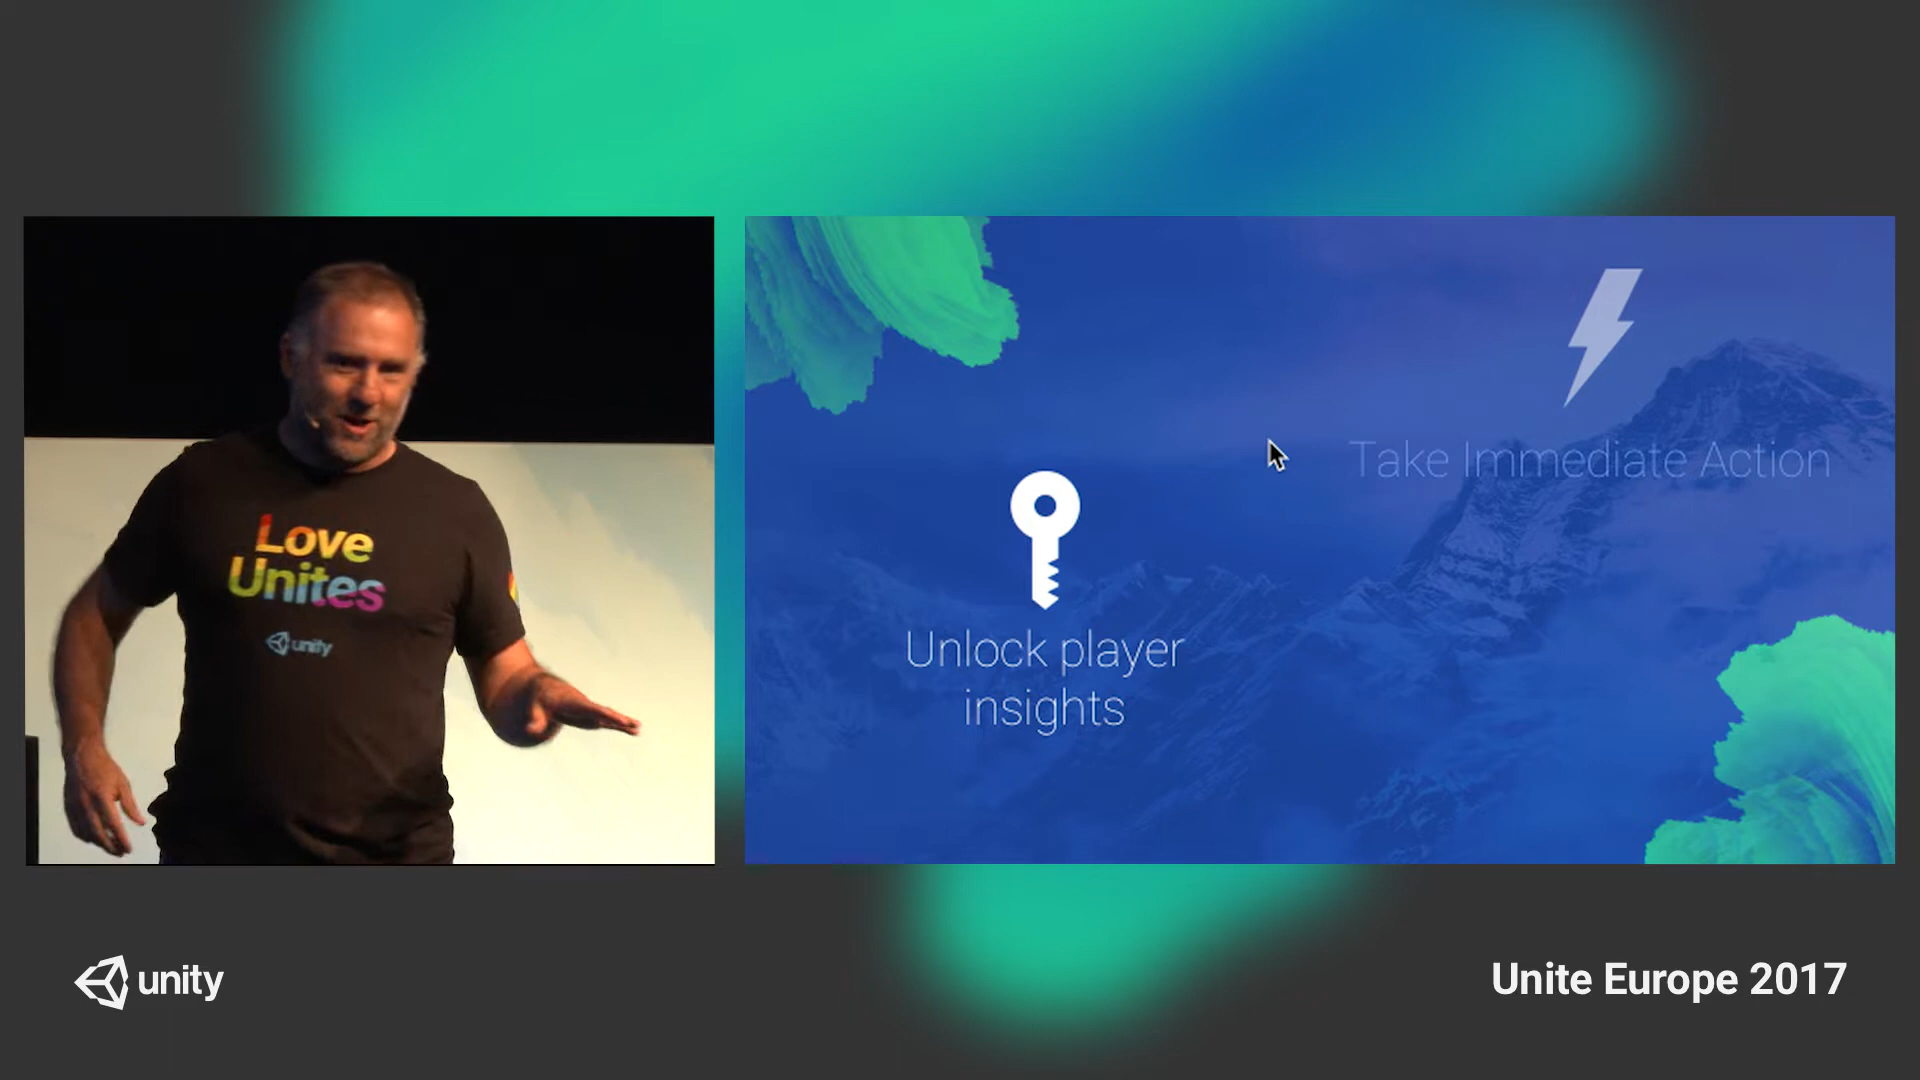 Love
Unites
unity
Take Immediate Action
Unlock player
insights
unity
Unite Europe 2017